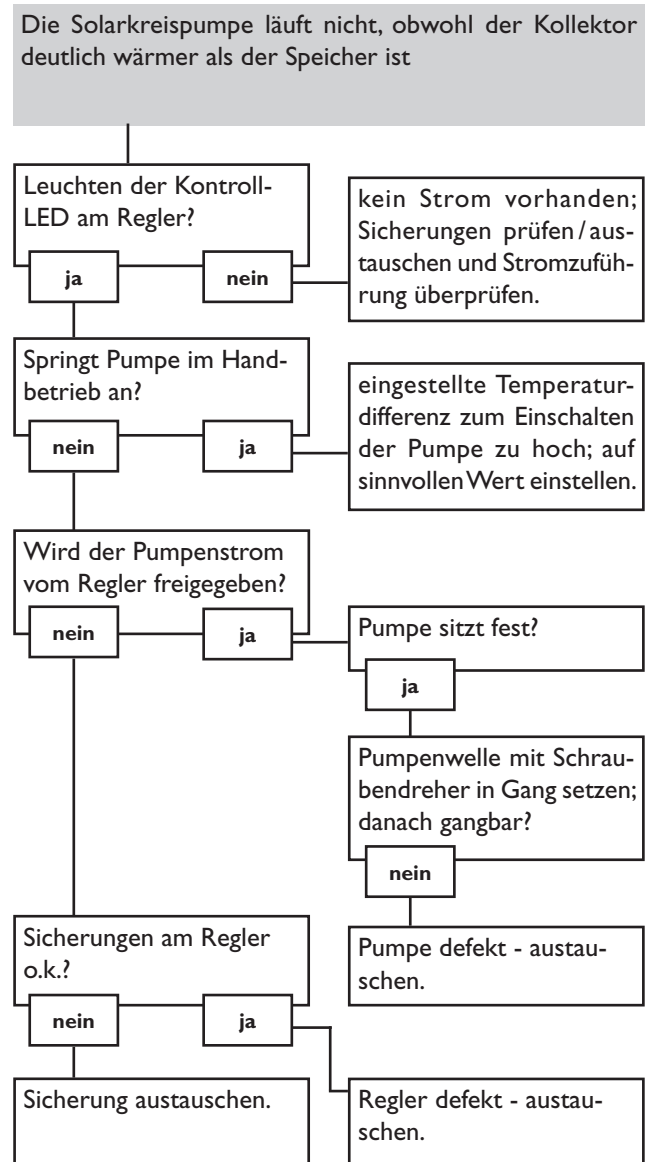 Die Solarkreispumpe läuft nicht, obwohl der Kollektor
deutlich wärmer als der Speicher ist
Leuchten der Kontroll-
LED am Regler?
ja
nein
kein Strom vorhanden;
Sicherungen prüfen/aus-
tauschen und Stromzufüh-
rung überprüfen.
Springt Pumpe im Hand-
betrieb an?
nein
ja
eingestellte Temperatur-
differenz zum Einschalten
der Pumpe zu hoch; auf
sinnvollen Wert einstellen.
Wird der Pumpenstrom
vom Regler freigegeben?
nein
ja
Pumpe sitzt fest?
ja
Pumpenwelle mit Schrau-
bendreher in Gang setzen;
danach gangbar?
nein
Pumpe defekt - austau-
schen.
Sicherungen am Regler
o.k.?
nein
ja
Sicherung austauschen.
Regler defekt - austau-
schen.